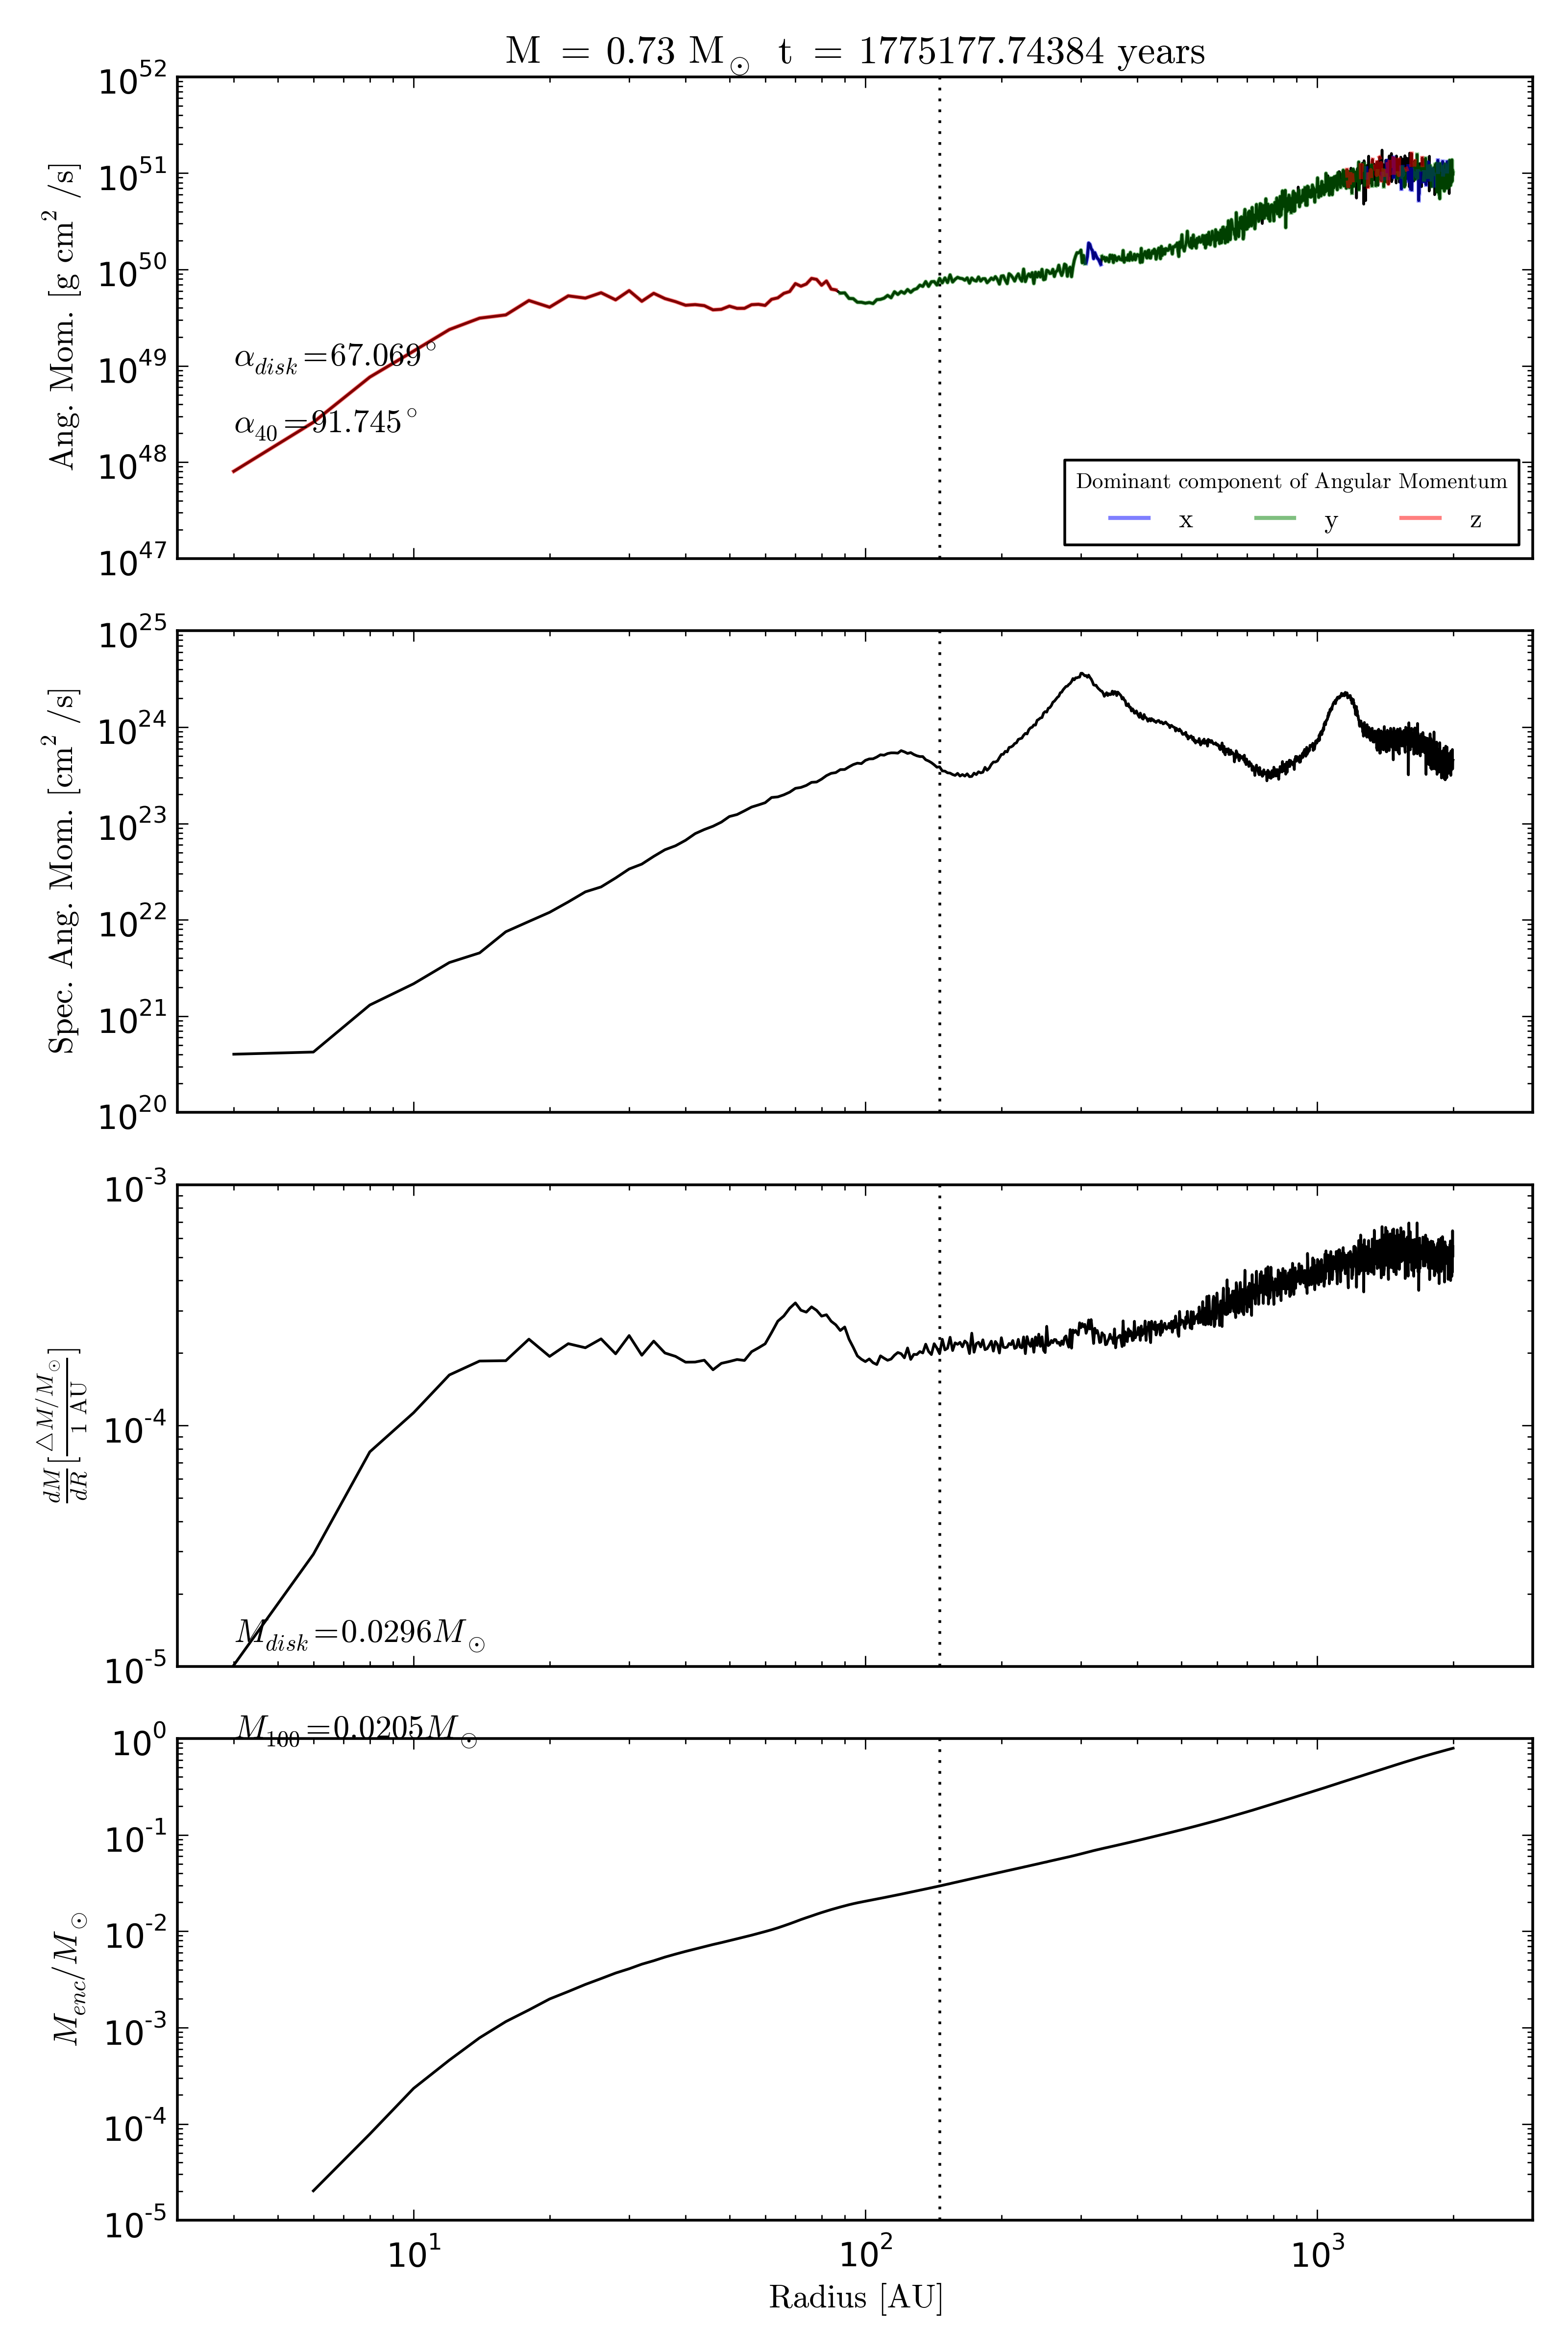 M = 0.73 M⊙ t = 1775177.74384 years
10^52
10^51
10^50
10^49
10^48
10^47
Ang. Mom. [g cm^2 /s]
α_disk = 67.069°
α_40 = 91.745°
Dominant component of Angular Momentum
x y z
10^25
10^24
10^23
10^22
10^21
10^20
Spec. Ang. Mom. [cm^2 /s]
10^-3
10^-4
10^-5
dM/dR [△M/M⊙ / 1 AU]
M_disk = 0.0296M⊙
M_100 = 0.0205M⊙
10^0
10^-1
10^-2
10^-3
10^-4
10^-5
M_enc/M⊙
10^1 10^2 10^3
Radius [AU]